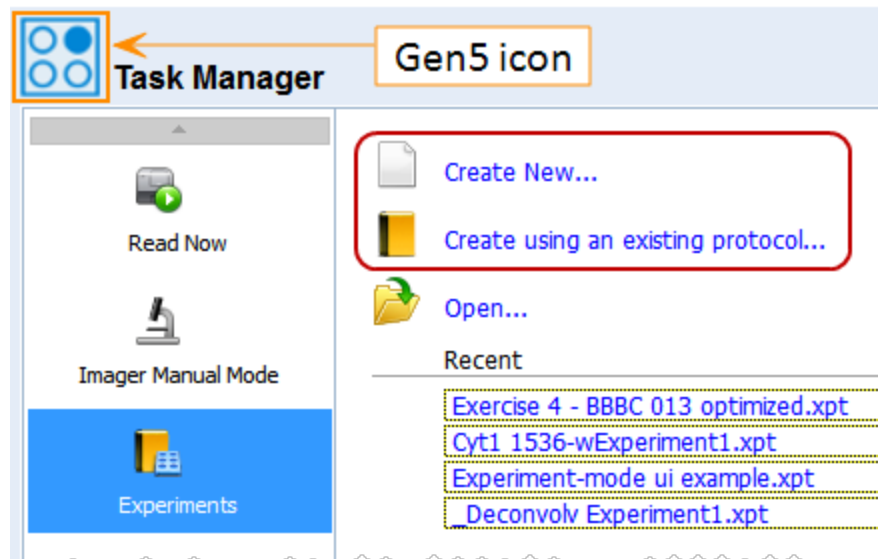 Gen5 icon
Task Manager
Read Now
Imager Manual Mode
Experiments
Create New...
Create using an existing protocol...
Open...
Recent
Exercise 4 - BBBC 013 optimized.xpt
Cyt1 1536-wExperiment1.xpt
Experiment-mode ui example.xpt
_Deconvolv Experiment1.xpt